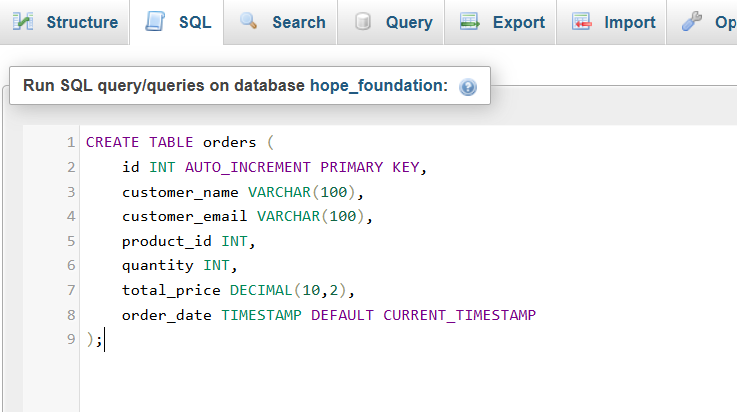 Structure SQL Search Query Export Import Op
Run SQL query/queries on database hope_foundation:
1 CREATE TABLE orders (
2 id INT AUTO_INCREMENT PRIMARY KEY,
3 customer_name VARCHAR(100),
4 customer_email VARCHAR(100),
5 product_id INT,
6 quantity INT,
7 total_price DECIMAL(10,2),
8 order_date TIMESTAMP DEFAULT CURRENT_TIMESTAMP
9 );